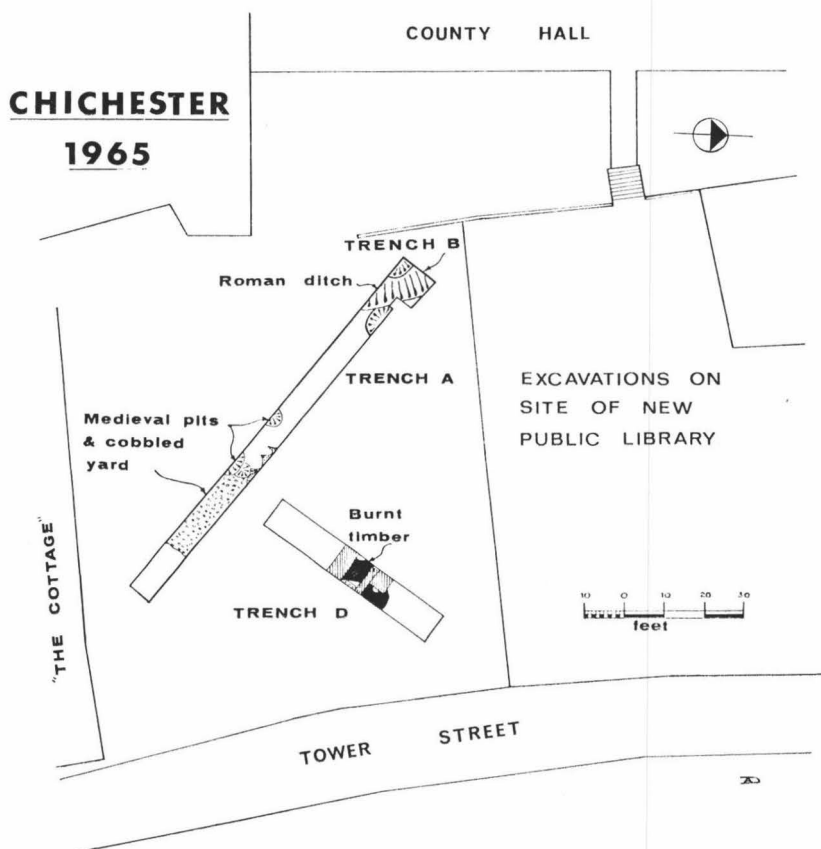 COUNTY HALL
CHICHESTER
1965
TRENCH B
Roman ditch
TRENCH A
EXCAVATIONS ON
SITE OF NEW
PUBLIC LIBRARY
Medieval pits
& cobbled
yard
Burnt
timber
"THE COTTAGE"
TRENCH D
10 0 10 20 30
feet
TOWER STREET